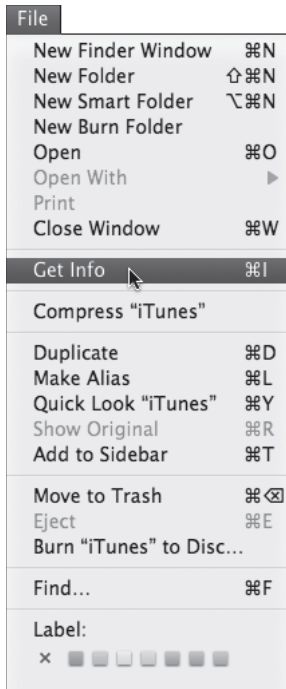 File
New Finder Window ⌘N
New Folder ⇧⌘N
New Smart Folder ⌥⌘N
New Burn Folder
Open ⌘O
Open With ▶
Print
Close Window ⌘W
Get Info ⌘I
Compress “iTunes”
Duplicate ⌘D
Make Alias ⌘L
Quick Look “iTunes” ⌘Y
Show Original ⌘R
Add to Sidebar ⌘T
Move to Trash ⌘⌫
Eject ⌘E
Burn “iTunes” to Disc...
Find... ⌘F
Label:
×